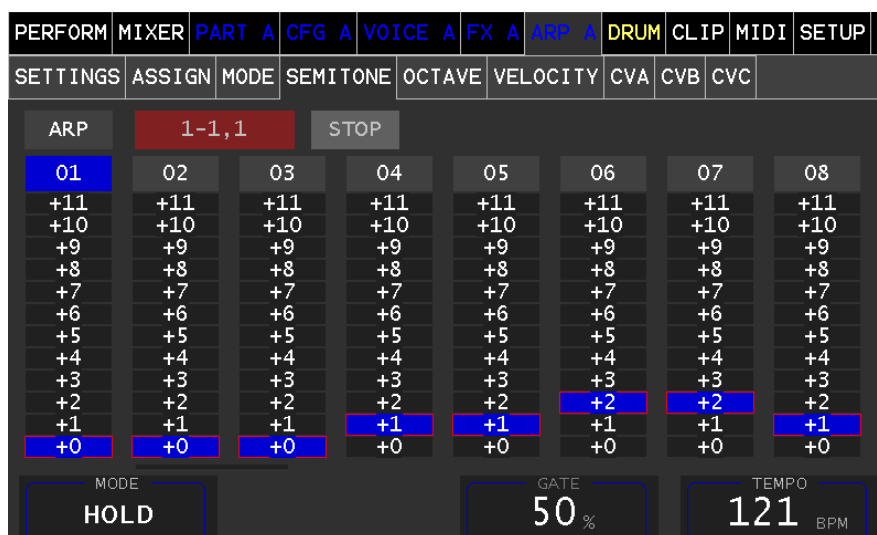 PERFORM MIXER PART A CFG A VOICE A FX A ARP A DRUM CLIP MIDI SETUP
SETTINGS ASSIGN MODE SEMITONE OCTAVE VELOCITY CVA CVB CVC
ARP 1-1,1 STOP
01 02 03 04 05 06 07 08
+11 +11 +11 +11 +11 +11 +11 +11
+10 +10 +10 +10 +10 +10 +10 +10
+9 +9 +9 +9 +9 +9 +9 +9
+8 +8 +8 +8 +8 +8 +8 +8
+7 +7 +7 +7 +7 +7 +7 +7
+6 +6 +6 +6 +6 +6 +6 +6
+5 +5 +5 +5 +5 +5 +5 +5
+4 +4 +4 +4 +4 +4 +4 +4
+3 +3 +3 +3 +3 +3 +3 +3
+2 +2 +2 +2 +2 +2 +2 +2
+1 +1 +1 +1 +1 +1 +1 +1
+0 +0 +0 +0 +0 +0 +0 +0
MODE GATE TEMPO
HOLD 50 % 121 BPM